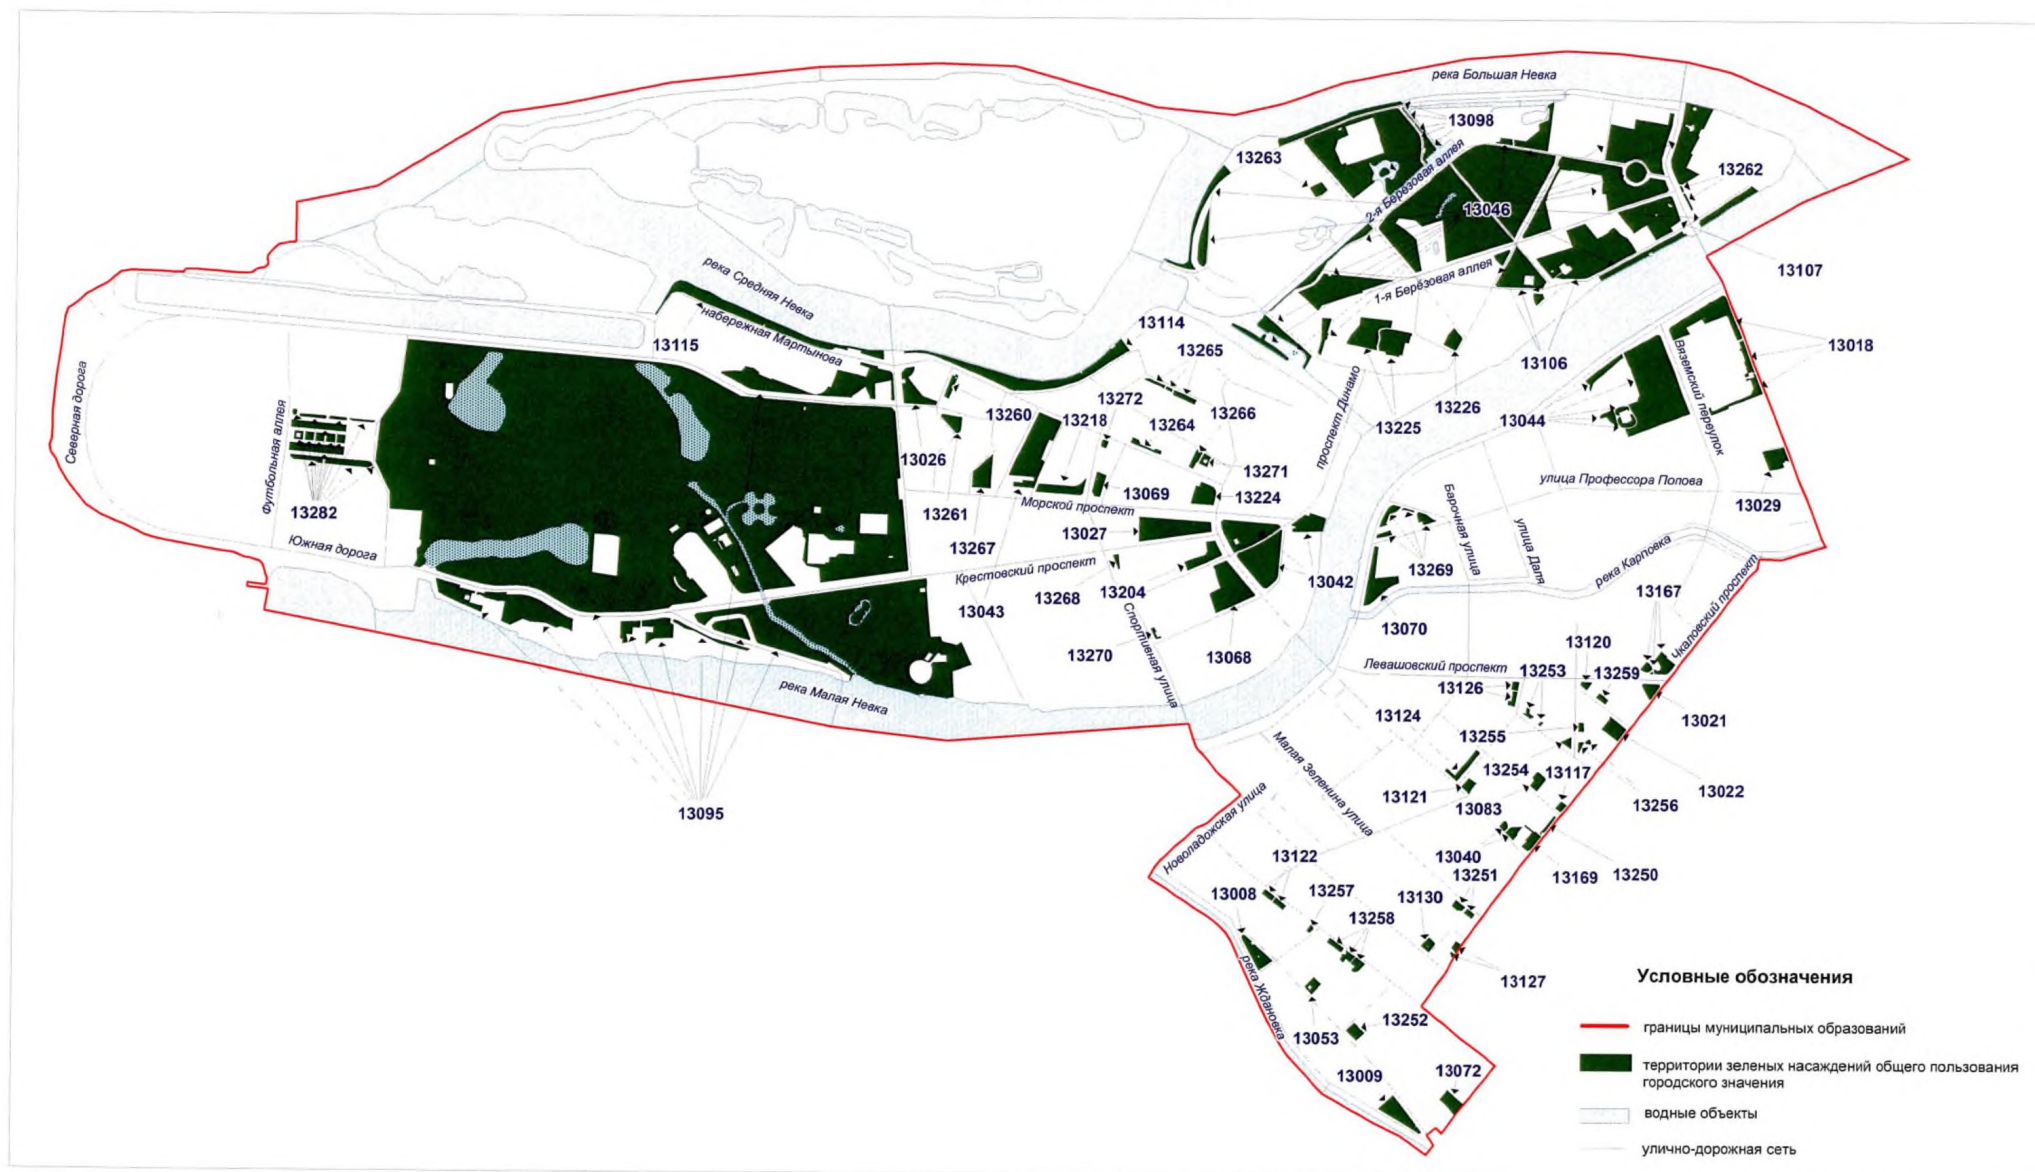 река Большая Невка
13098
13263
2-я Берёзовая аллея
13262
13046
13107
река Средняя Невка
1-я Берёзовая аллея
набережная Мартынова
13114
13115
13265
13106
13018
Северная дорога
Футбольная аллея
Вяземский переулок
проспект Динамо
13272
13260
13218
13266
13264
13226
13225
13044
13026
13271
13069
13224
улица Профессора Попова
13029
13282
13261
Морской проспект
13027
Барочная улица
улица Даля
Южная дорога
13267
Крестовский проспект
13042
13269
река Карповка
13043
13268
13204
Спортивная улица
13167
Чкаловский проспект
13070
13270
13068
13120
Левашовский проспект
13253
13259
13126
река Малая Невка
13124
13021
13255
Малая Зеленина улица
13254
13117
13022
13121
13083
13256
13095
Новоладожская улица
13122
13040
13251
13169
13250
13008
13257
13130
13258
река Ждановка
13127
13252
13053
13009
13072
Условные обозначения
границы муниципальных образований
территории зеленых насаждений общего пользования
городского значения
водные объекты
улично-дорожная сеть